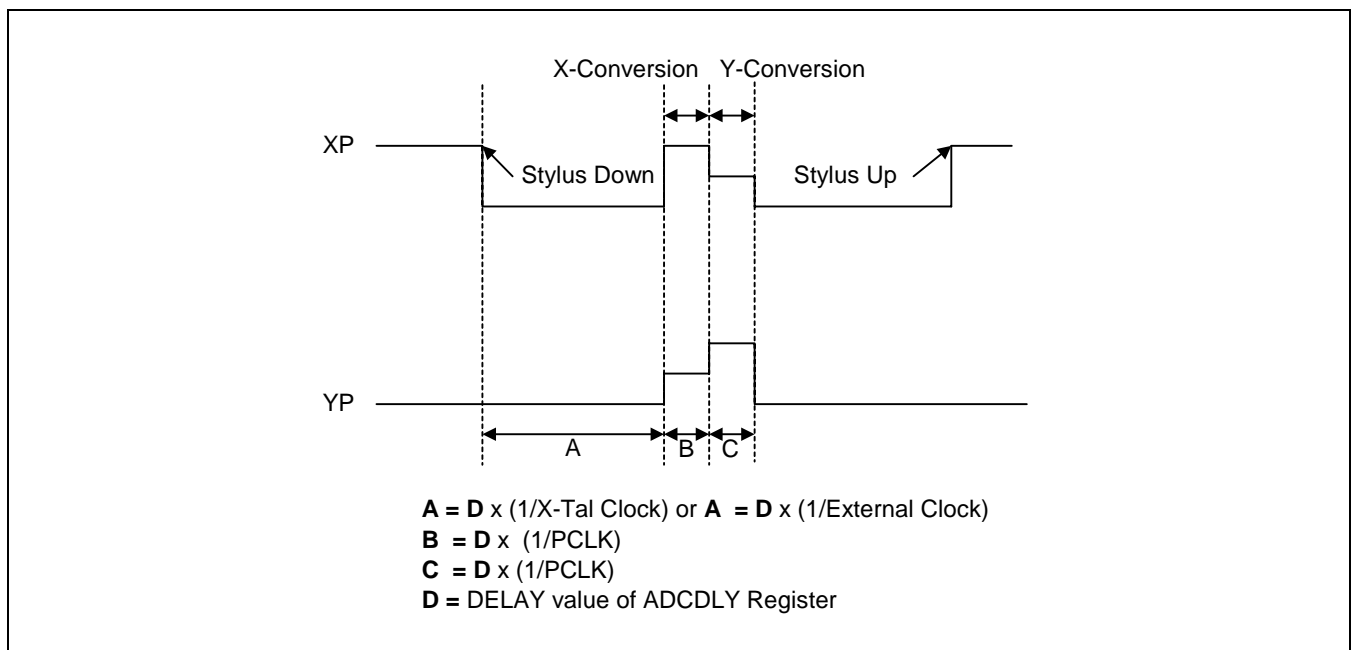 X-Conversion Y-Conversion
XP
Stylus Down
Stylus Up
YP
A
B
C
A = D x (1/X-Tal Clock) or A = D x (1/External Clock)
B = D x (1/PCLK)
C = D x (1/PCLK)
D = DELAY value of ADCDLY Register